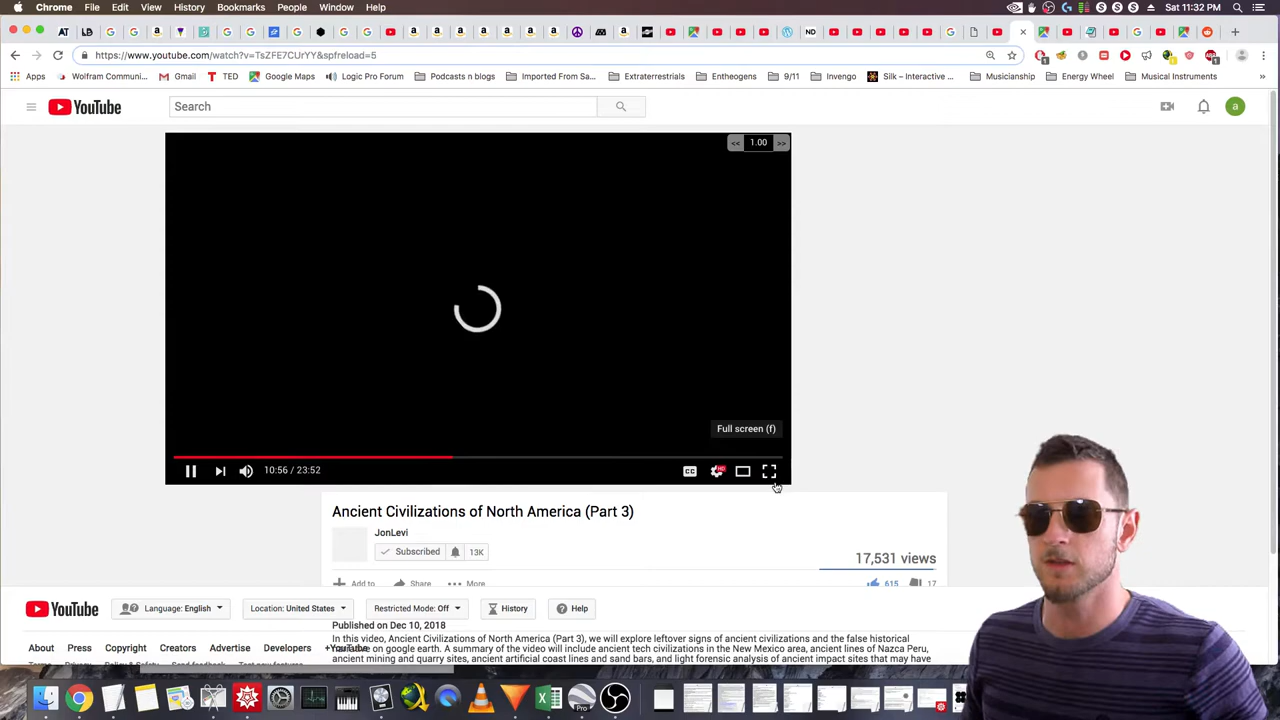 Chrome File Edit View History Bookmarks People Window Help Sat 11:32 PM
https://www.youtube.com/watch?v=TsZFE7CUrYY&spfreload=5
Apps Wolfram Communi... Gmail TED Google Maps Logic Pro Forum Podcasts n blogs Imported From Sa... Extraterrestrials Entheogens 9/11 Invengo Silk – Interactive ... Musicianship Energy Wheel Musical Instruments »
YouTube Search a
<< 1.00 >>
Full screen (f)
10:56 / 23:52 CC HD
Ancient Civilizations of North America (Part 3)
JonLevi
Subscribed 13K
17,531 views
Add to Share More 615 17
YouTube Language: English Location: United States Restricted Mode: Off History Help
Published on Dec 10, 2018
In this video, Ancient Civilizations of North America (Part 3), we will explore leftover signs of ancient civilizations and the false historical
About Press Copyright Creators Advertise Developers +YouTube on google earth. A summary of the video will include ancient tech civilizations in the New Mexico area, ancient lines of Nazca Peru,
ancient mining and quarry sites, ancient artificial coast lines and sand bars, and light forensic analysis of ancient impact sites that may have